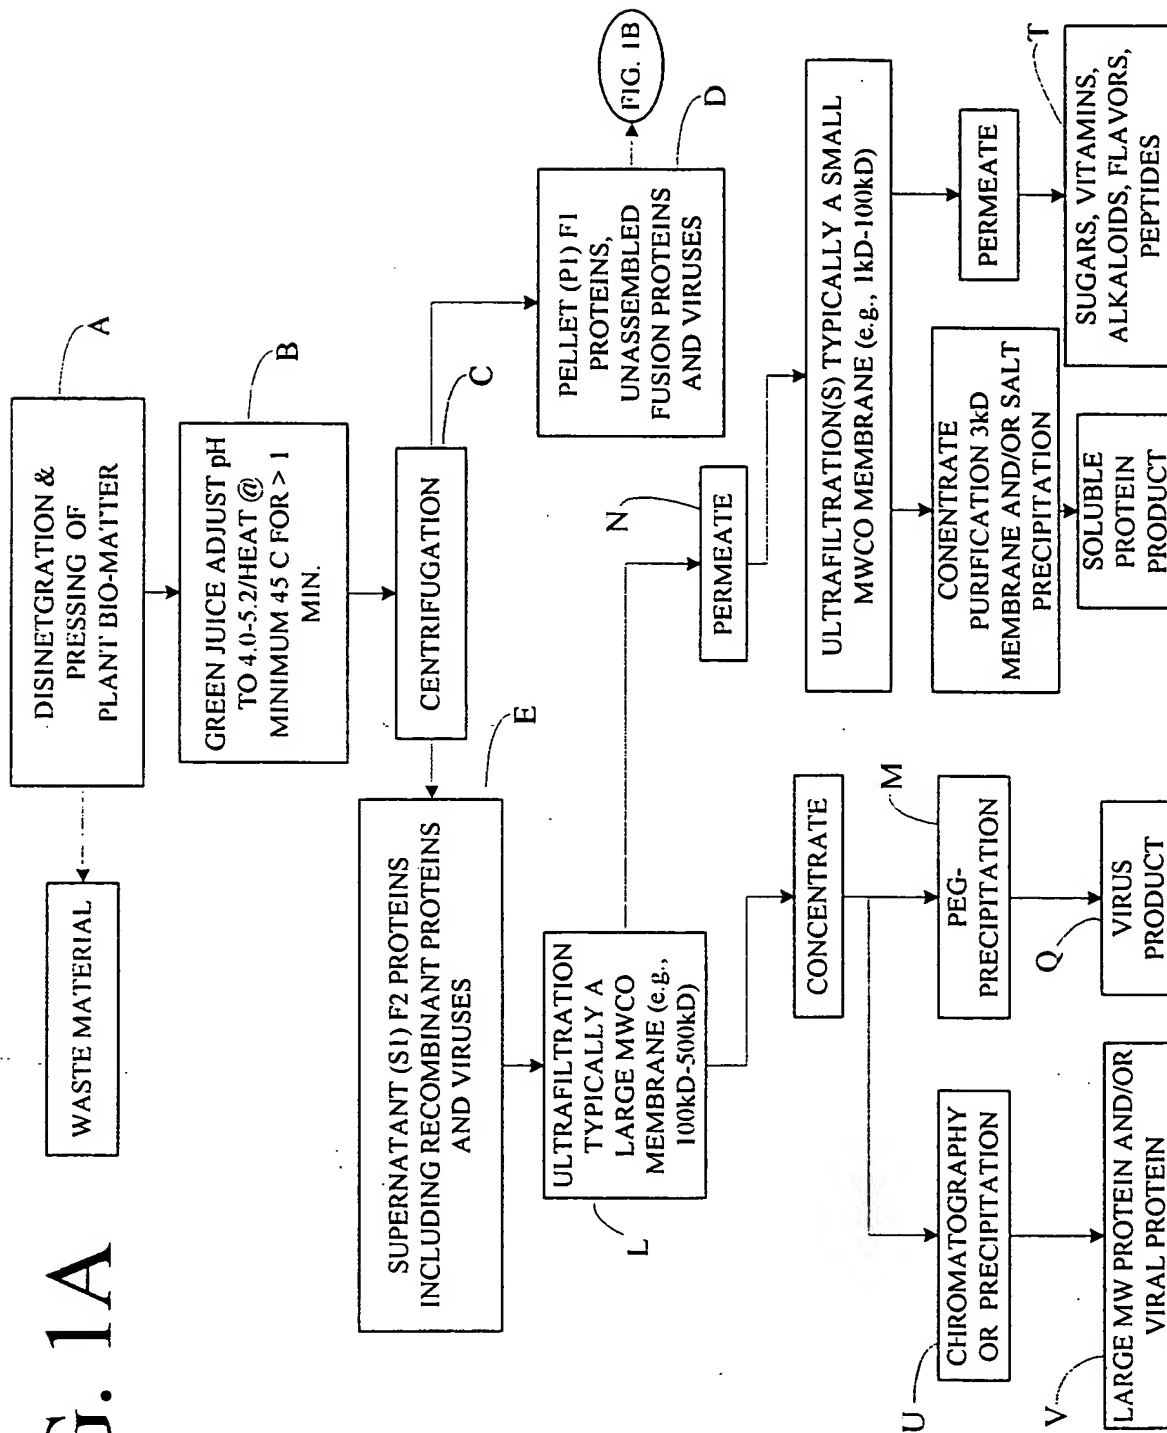 G. 1A
DISINETGRATION &
PRESSING OF
PLANT BIO-MATTER
A
WASTE MATERIAL
GREEN JUICE ADJUST pH
TO 4.0-5.2/HEAT @
MINIMUM 45 C FOR > 1
MIN.
B
CENTRIFUGATION
C
SUPERNATANT (S1) F2 PROTEINS
INCLUDING RECOMBINANT PROTEINS
AND VIRUSES
E
PELLET (P1) F1
PROTEINS,
UNASSEMBLED
FUSION PROTEINS
AND VIRUSES
D
FIG. 1B
ULTRAFILTRATION
TYPICALLY A
LARGE MWCO
MEMBRANE (e.g.,
100kD-500kD)
L
N
PERMEATE
CONCENTRATE
ULTRAFILTRATION(S) TYPICALLY A SMALL
MWCO MEMBRANE (e.g., 1kD-100kD)
U
CHROMATOGRAPHY
OR PRECIPITATION
M
PEG-
PRECIPITATION
CONENTRATE
PURIFICATION 3kD
MEMBRANE AND/OR SALT
PRECIPITATION
PERMEATE
V
LARGE MW PROTEIN AND/OR
VIRAL PROTEIN
Q
VIRUS
PRODUCT
SOLUBLE
PROTEIN
PRODUCT
T
SUGARS, VITAMINS,
ALKALOIDS, FLAVORS,
PEPTIDES